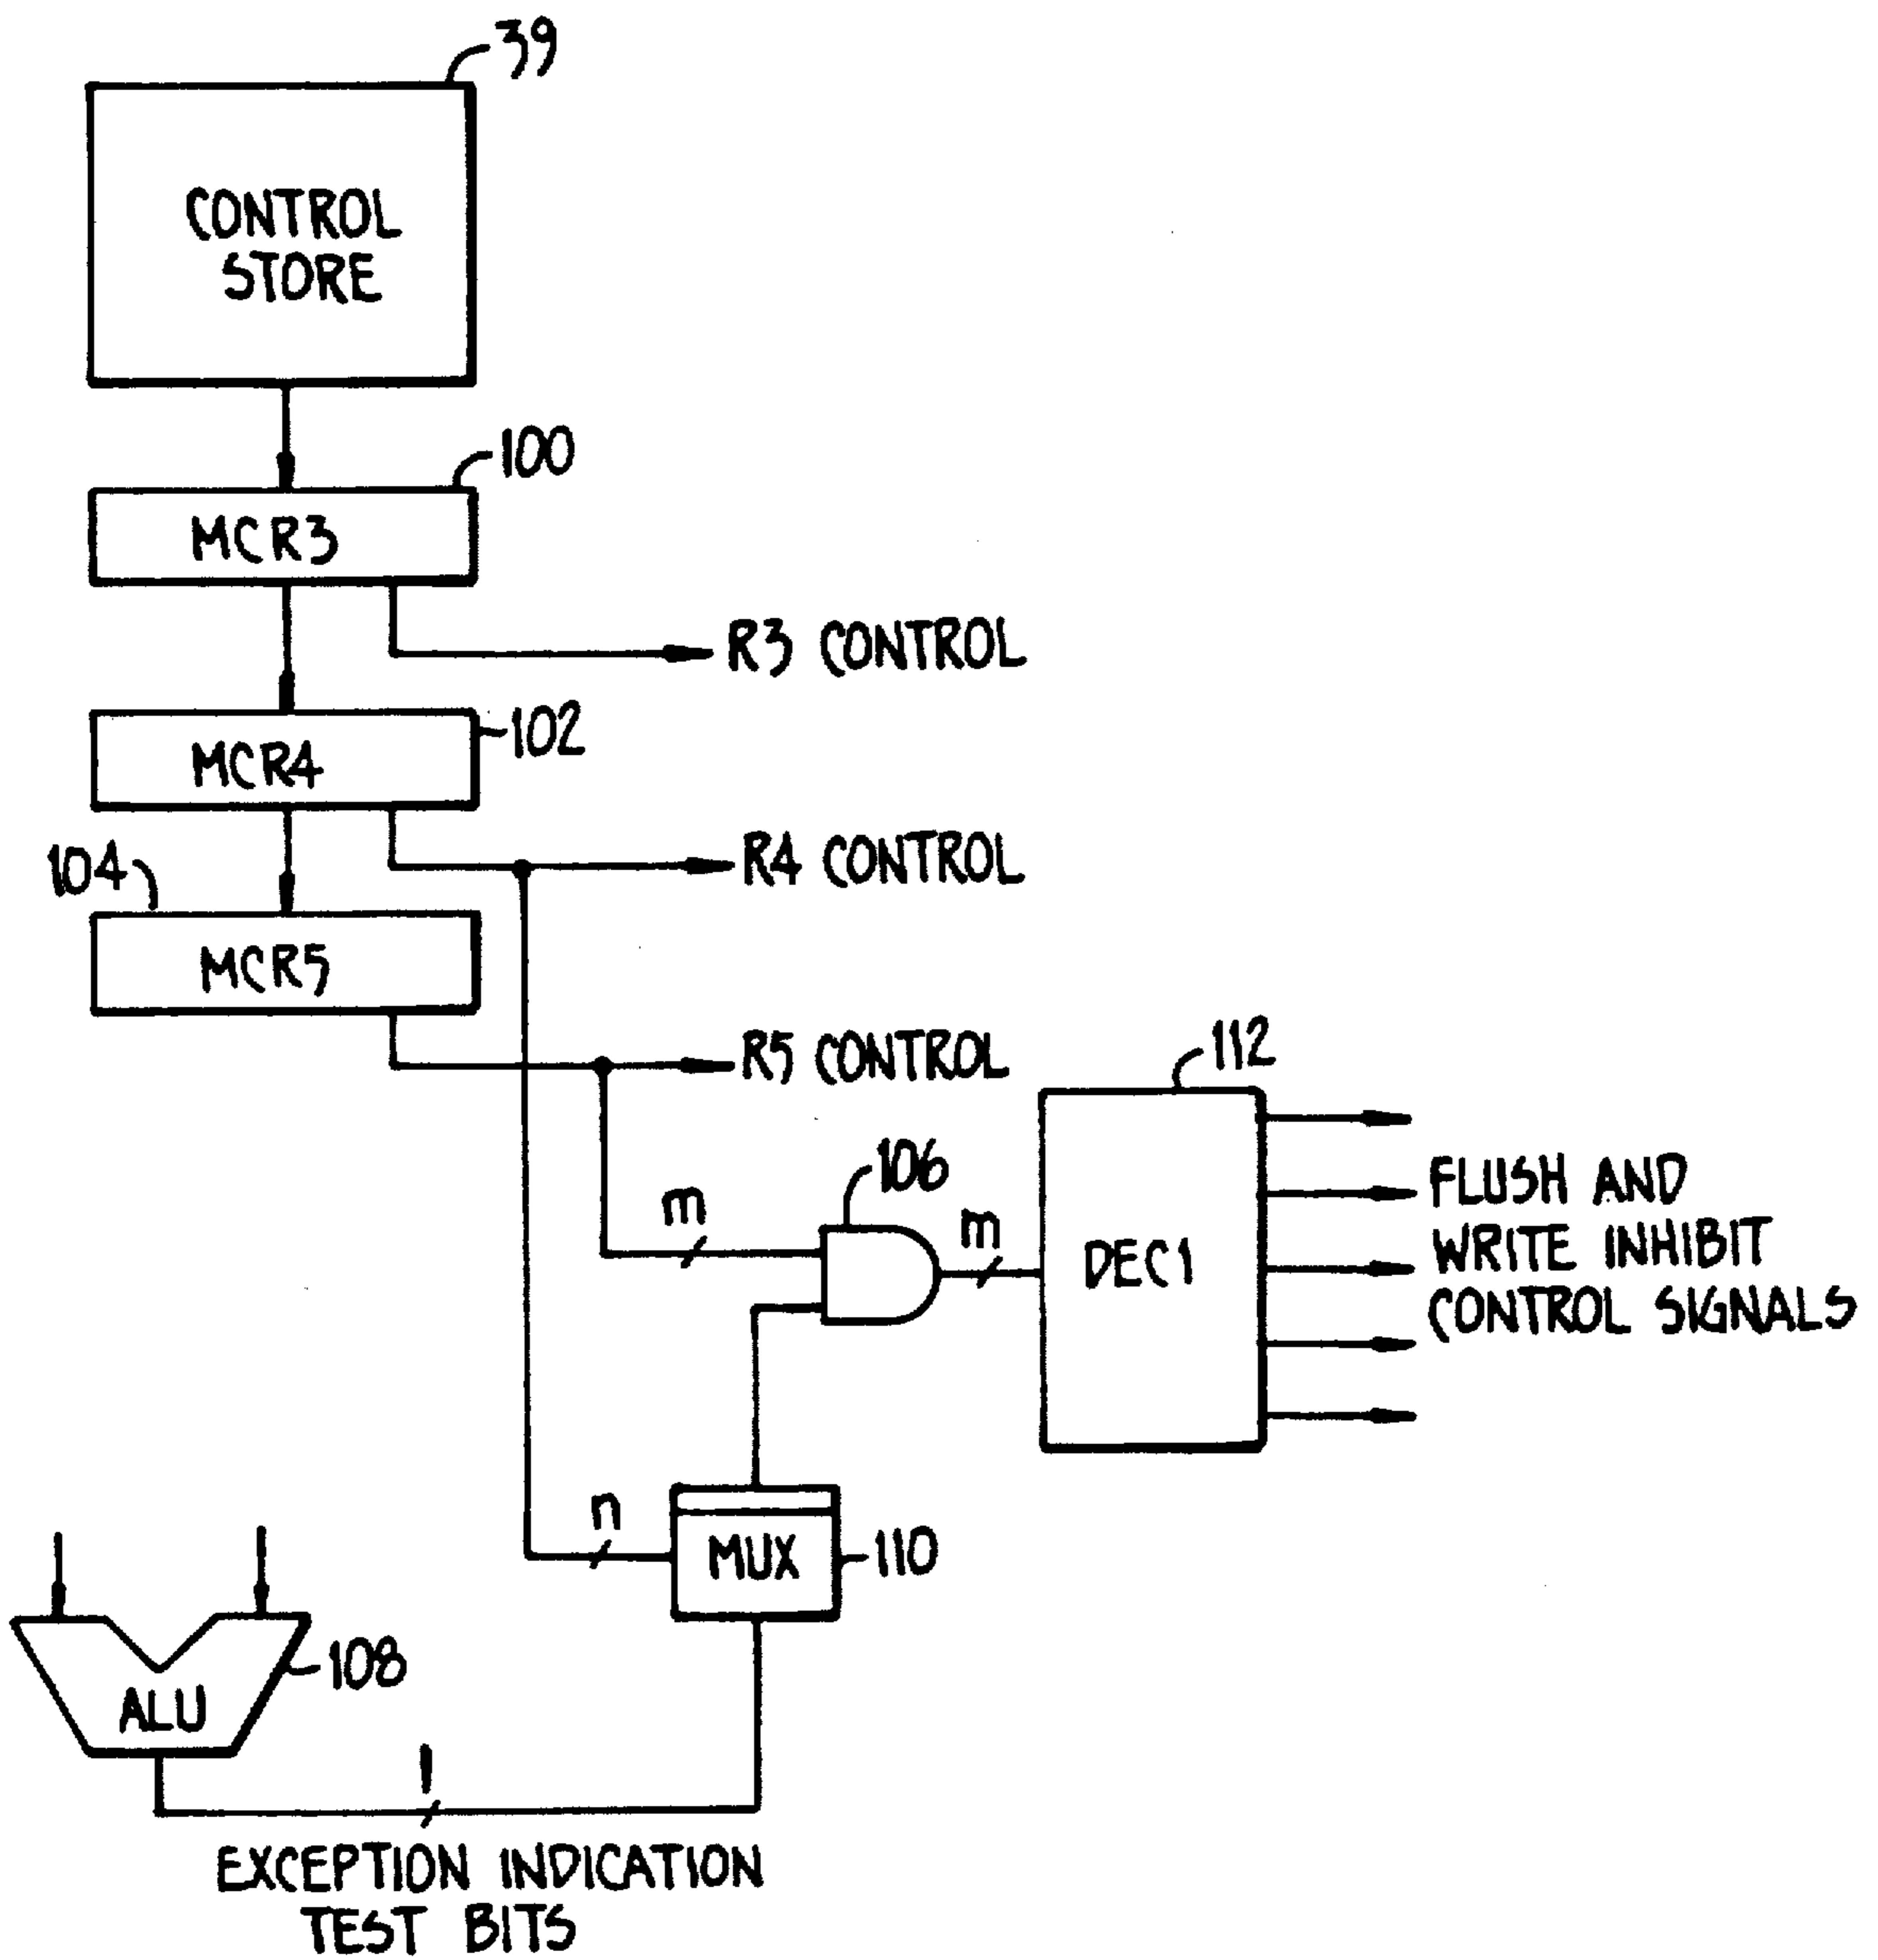 39
CONTROL
STORE
100
MCR3
R3 CONTROL
102
MCR4
R4 CONTROL
104
MCR5
R5 CONTROL
112
106
m
m
DEC1
FLUSH AND
WRITE INHIBIT
CONTROL SIGNALS
n
MUX
110
108
ALU
l
EXCEPTION INDICATION
TEST BITS